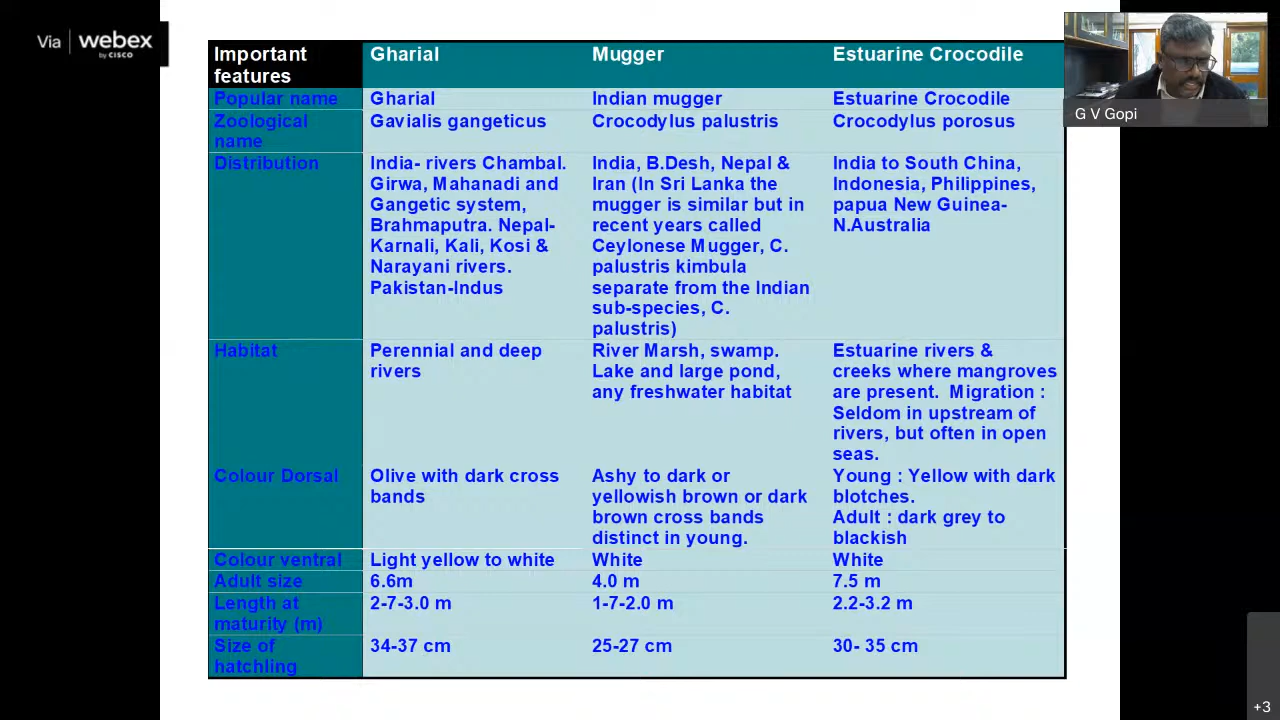 Via webex
by CISCO
Important features Gharial Mugger Estuarine Crocodile
Popular name Gharial Indian mugger Estuarine Crocodile
Zoological name Gavialis gangeticus Crocodylus palustris Crocodylus porosus
Distribution
India- rivers Chambal.
Girwa, Mahanadi and
Gangetic system,
Brahmaputra. Nepal-
Karnali, Kali, Kosi &
Narayani rivers.
Pakistan-Indus
India, B.Desh, Nepal &
Iran (In Sri Lanka the
mugger is similar but in
recent years called
Ceylonese Mugger, C.
palustris kimbula
separate from the Indian
sub-species, C.
palustris)
India to South China,
Indonesia, Philippines,
papua New Guinea-
N.Australia
Habitat
Perennial and deep
rivers
River Marsh, swamp.
Lake and large pond,
any freshwater habitat
Estuarine rivers &
creeks where mangroves
are present. Migration :
Seldom in upstream of
rivers, but often in open
seas.
Colour Dorsal
Olive with dark cross
bands
Ashy to dark or
yellowish brown or dark
brown cross bands
distinct in young.
Young : Yellow with dark
blotches.
Adult : dark grey to
blackish
Colour ventral Light yellow to white White White
Adult size 6.6m 4.0 m 7.5 m
Length at maturity (m) 2-7-3.0 m 1-7-2.0 m 2.2-3.2 m
Size of hatchling 34-37 cm 25-27 cm 30- 35 cm
G V Gopi
+3